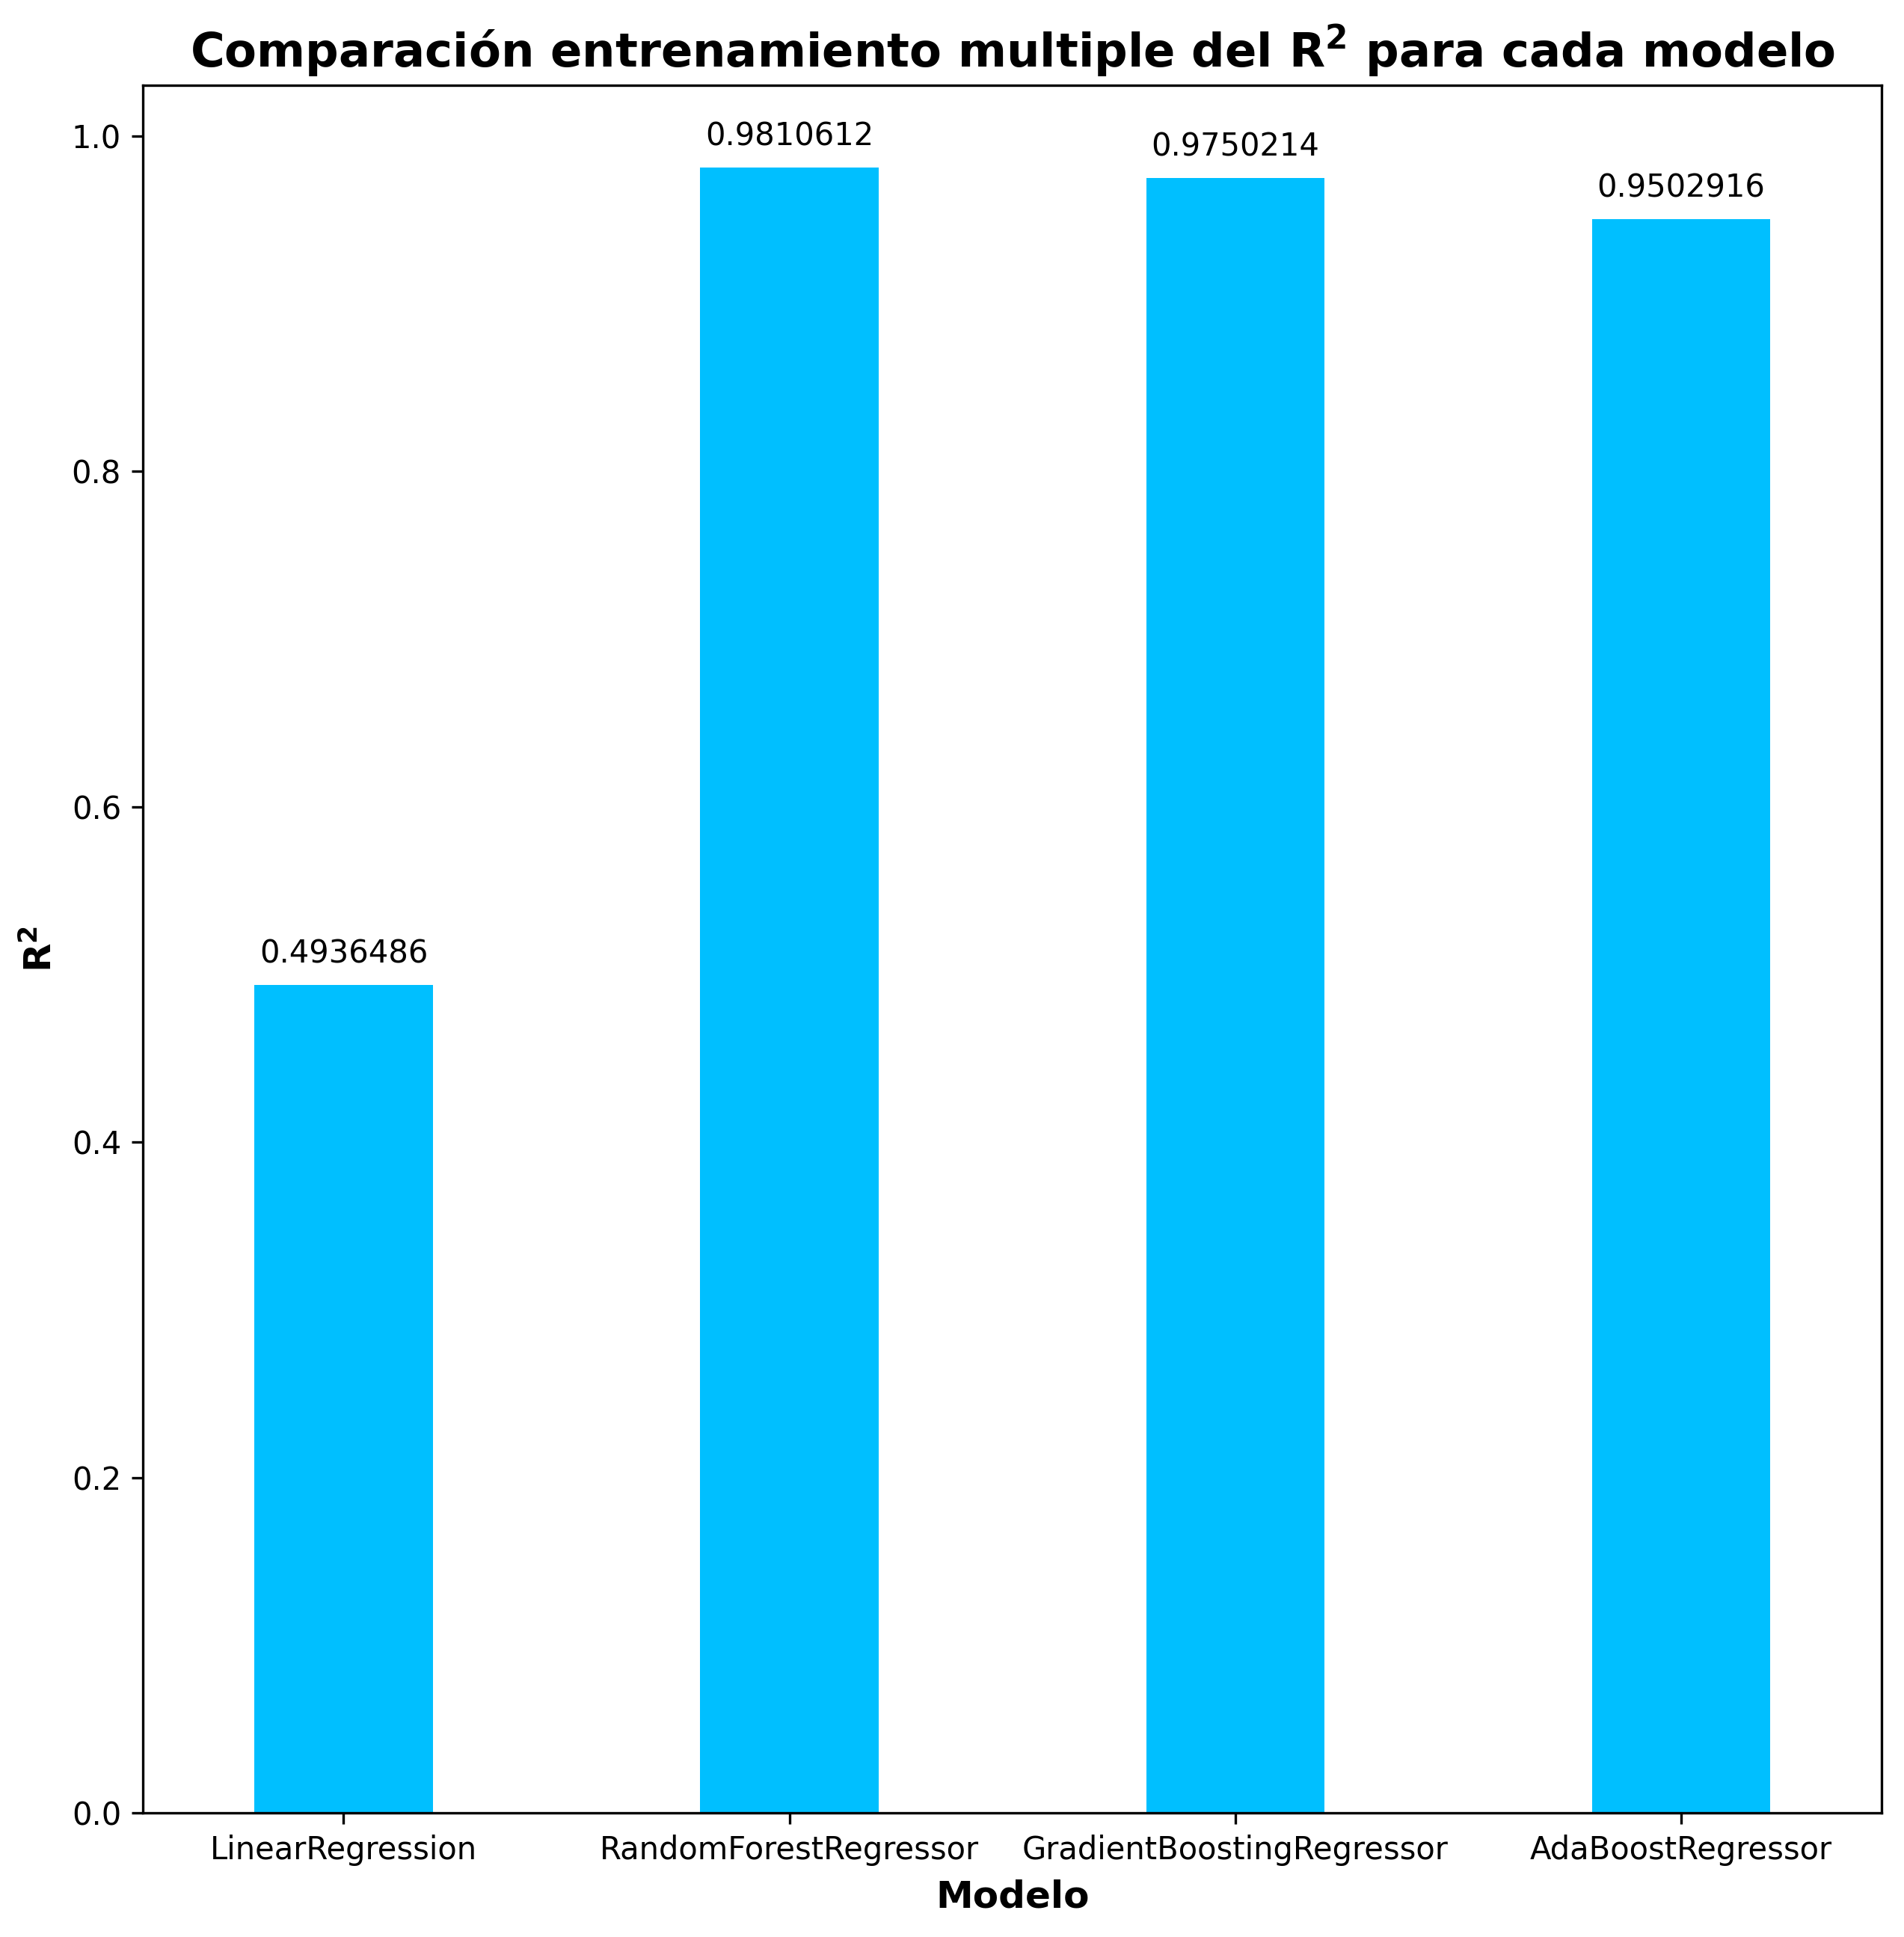 Comparación entrenamiento multiple del R² para cada modelo
1.0
0.8
0.6
0.4
0.2
0.0
R²
0.4936486
0.9810612
0.9750214
0.9502916
LinearRegression
RandomForestRegressor
GradientBoostingRegressor
AdaBoostRegressor
Modelo